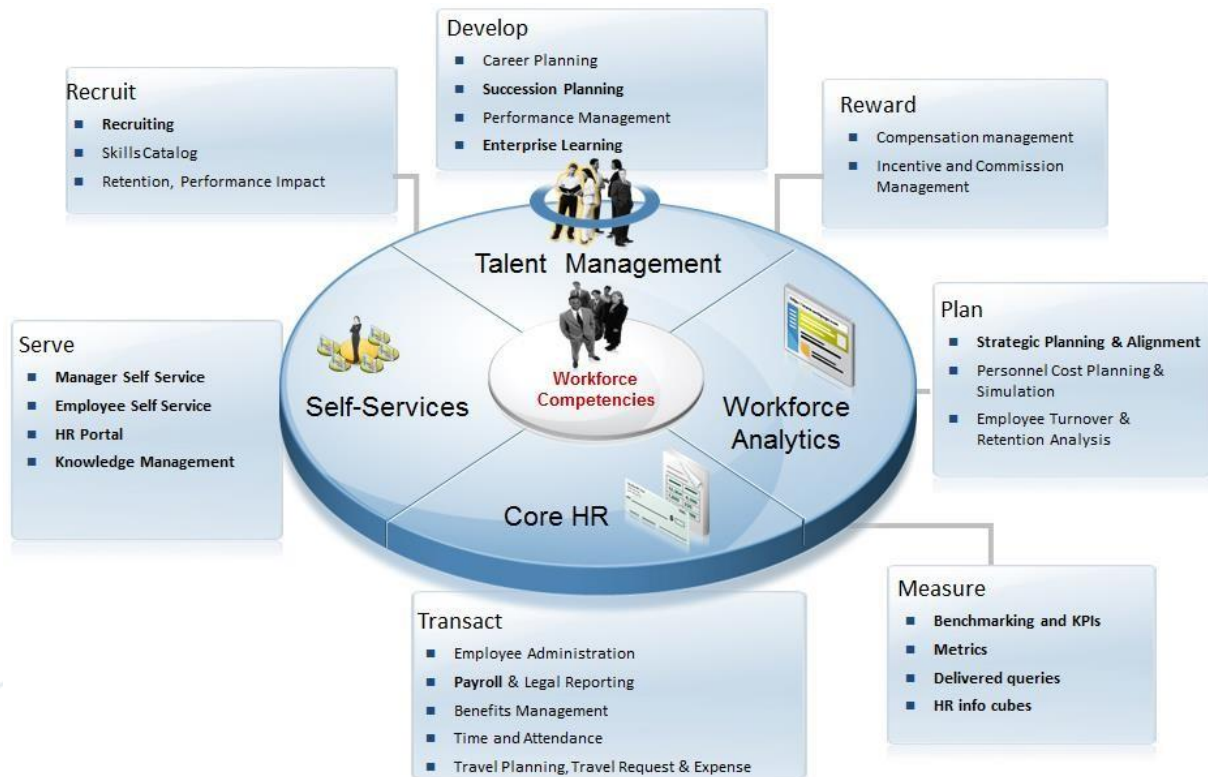 Develop
Career Planning
Succession Planning
Performance Management
Enterprise Learning
Recruit
Recruiting
Skills Catalog
Retention, Performance Impact
Reward
Compensation management
Incentive and Commission
Management
Talent Management
Plan
Strategic Planning & Alignment
Personnel Cost Planning &
Simulation
Employee Turnover &
Retention Analysis
Serve
Manager Self Service
Employee Self Service
HR Portal
Knowledge Management
Self-Services
Workforce
Competencies
Workforce
Analytics
Core HR
Measure
Benchmarking and KPIs
Metrics
Delivered queries
HR info cubes
Transact
Employee Administration
Payroll & Legal Reporting
Benefits Management
Time and Attendance
Travel Planning, Travel Request & Expense